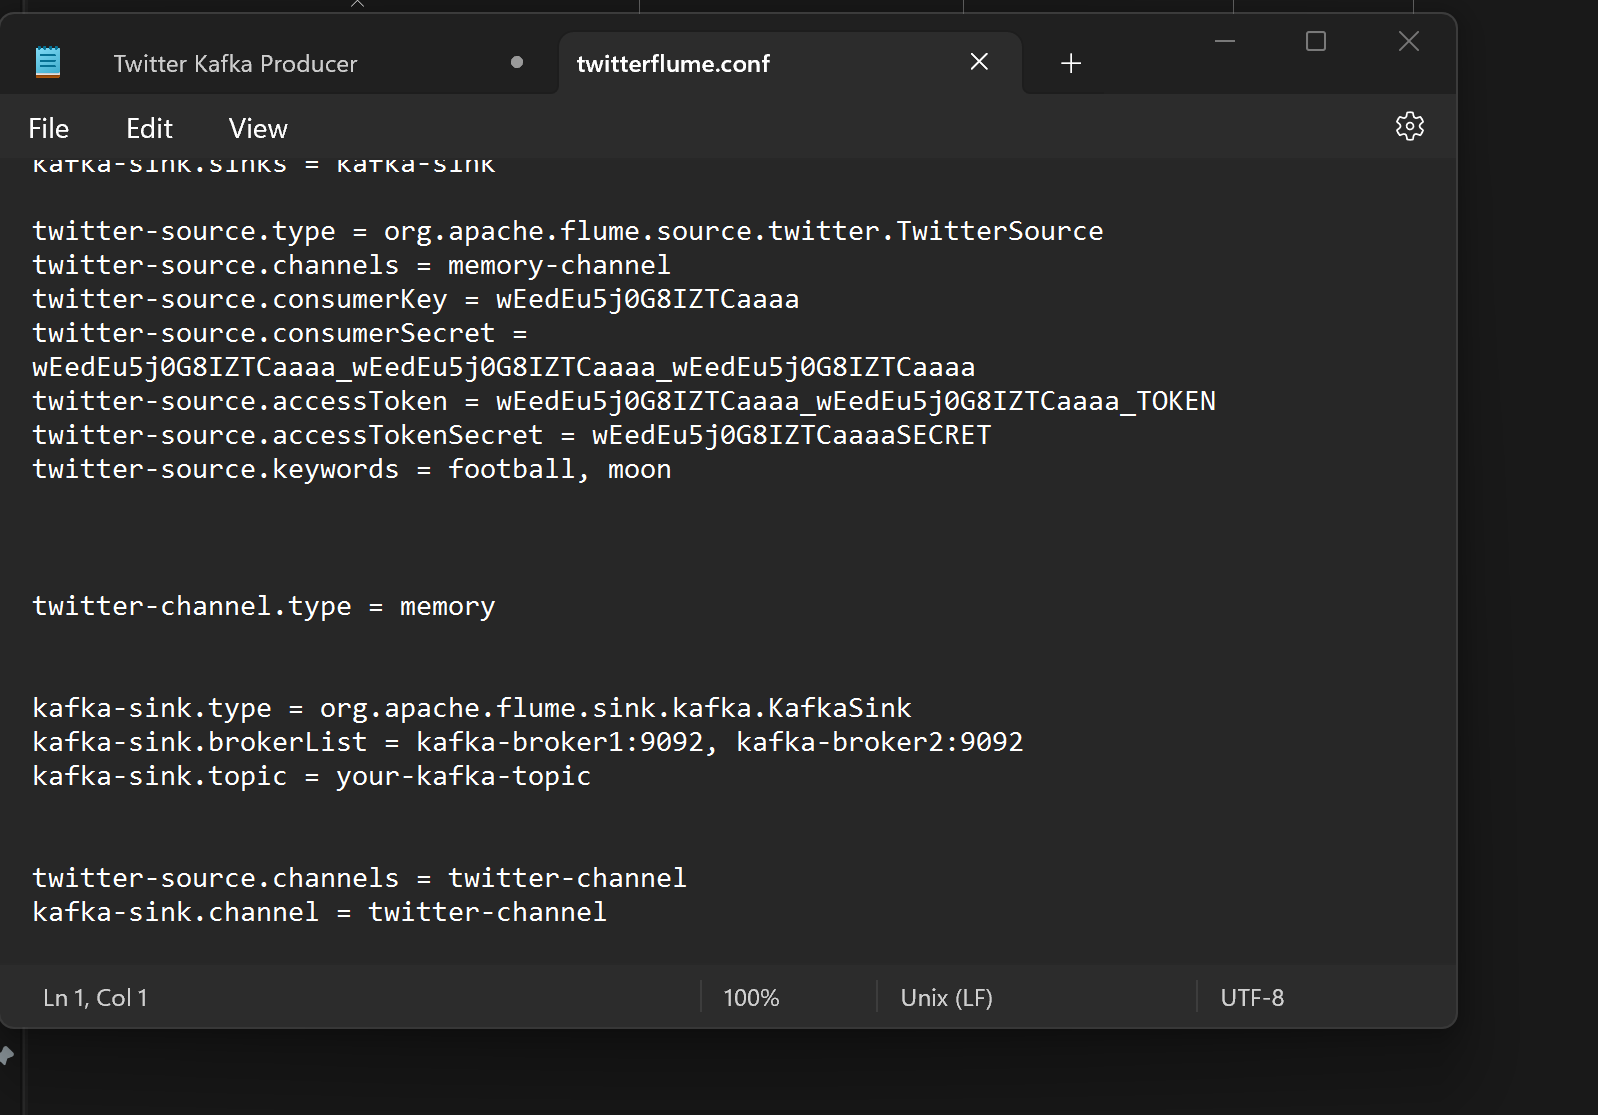 Twitter Kafka Producer
twitterflume.conf
File Edit View
kafka-sink.sinks = kafka-sink
twitter-source.type = org.apache.flume.source.twitter.TwitterSource
twitter-source.channels = memory-channel
twitter-source.consumerKey = wEedEu5j0G8IZTCaaaa
twitter-source.consumerSecret =
wEedEu5j0G8IZTCaaaa_wEedEu5j0G8IZTCaaaa_wEedEu5j0G8IZTCaaaa
twitter-source.accessToken = wEedEu5j0G8IZTCaaaa_wEedEu5j0G8IZTCaaaa_TOKEN
twitter-source.accessTokenSecret = wEedEu5j0G8IZTCaaaaSECRET
twitter-source.keywords = football, moon
twitter-channel.type = memory
kafka-sink.type = org.apache.flume.sink.kafka.KafkaSink
kafka-sink.brokerList = kafka-broker1:9092, kafka-broker2:9092
kafka-sink.topic = your-kafka-topic
twitter-source.channels = twitter-channel
kafka-sink.channel = twitter-channel
Ln 1, Col 1 100% Unix (LF) UTF-8